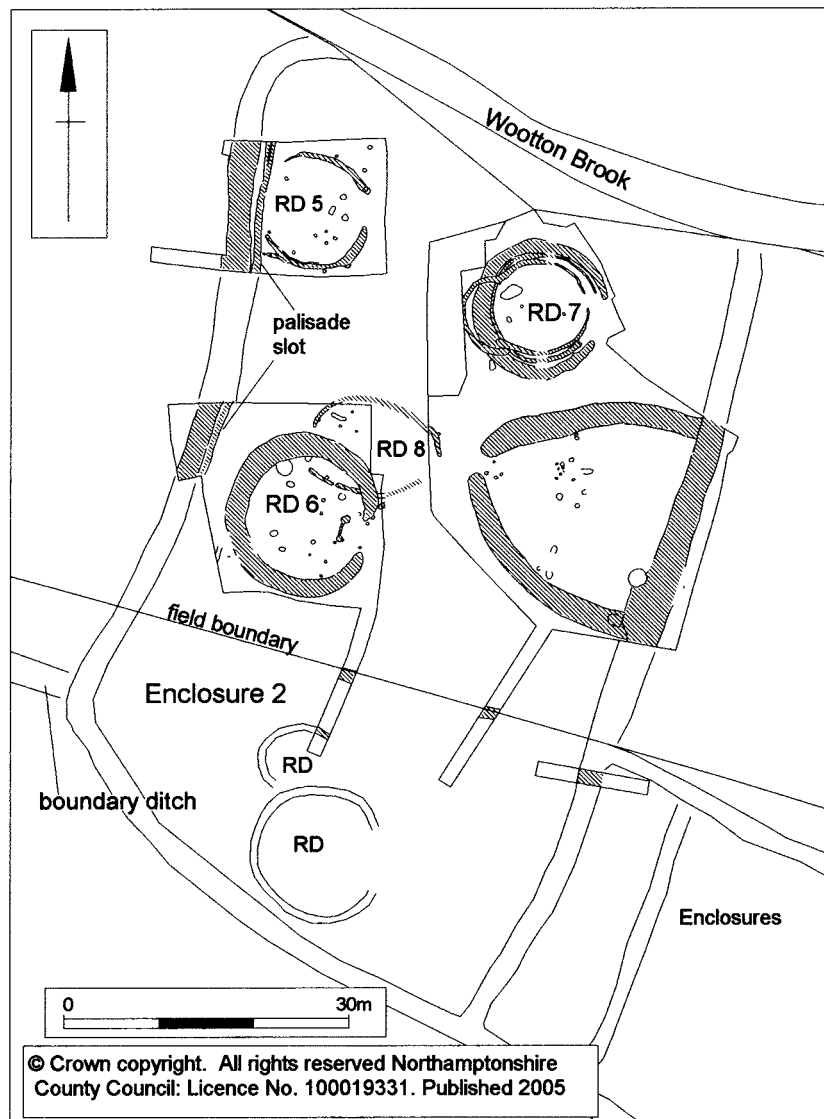 Wootton Brook
RD 5
palisade
slot
RD 7
RD 8
RD 6
field boundary
Enclosure 2
RD
boundary ditch
RD
Enclosures
0 30m
© Crown copyright. All rights reserved Northamptonshire
County Council: Licence No. 100019331. Published 2005